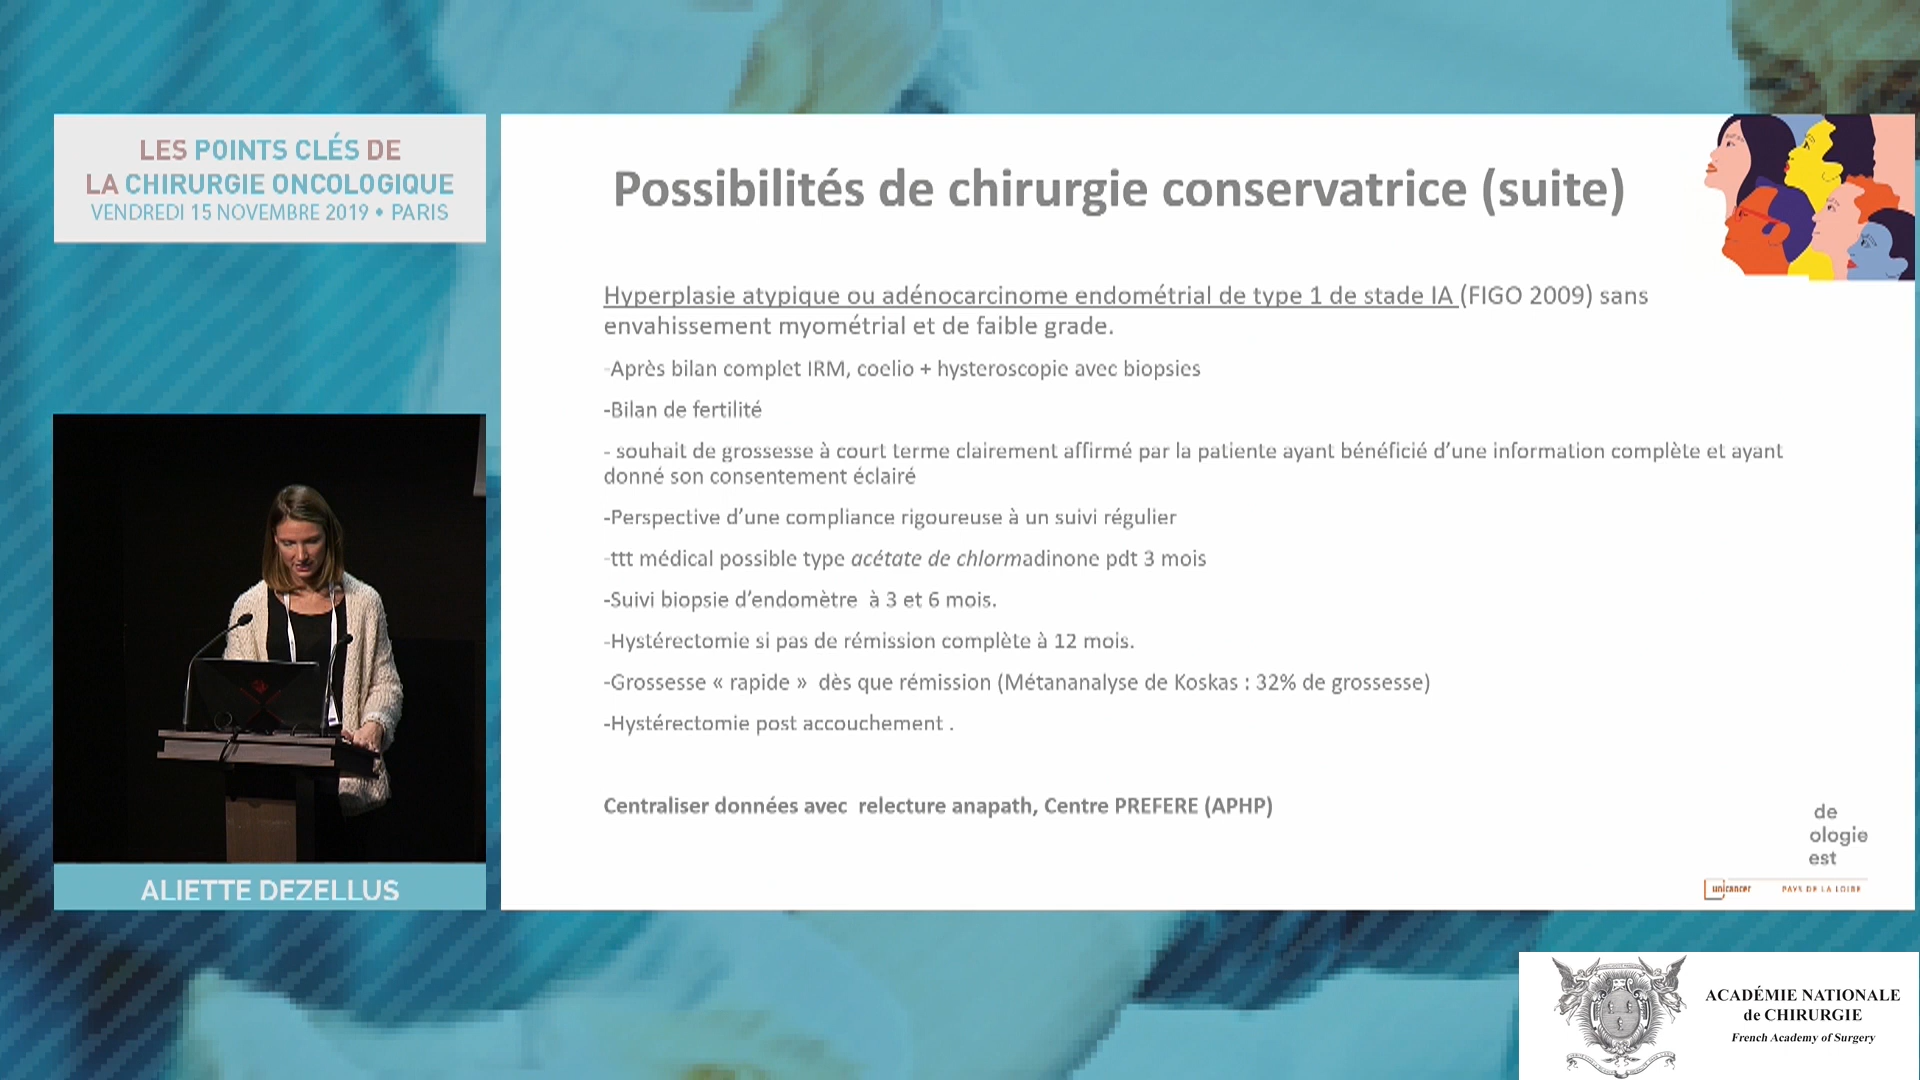 LES POINTS CLÉS DE
LA CHIRURGIE ONCOLOGIQUE
VENDREDI 15 NOVEMBRE 2019 • PARIS
Possibilités de chirurgie conservatrice (suite)
Hyperplasie atypique ou adénocarcinome endométrial de type 1 de stade IA (FIGO 2009) sans
envahissement myométrial et de faible grade.
-Après bilan complet IRM, coelio + hysteroscopie avec biopsies
-Bilan de fertilité
- souhait de grossesse à court terme clairement affirmé par la patiente ayant bénéficié d’une information complète et ayant
donné son consentement éclairé
-Perspective d’une compliance rigoureuse à un suivi régulier
-ttt médical possible type acétate de chlormadinone pdt 3 mois
-Suivi biopsie d’endomètre à 3 et 6 mois.
-Hystérectomie si pas de rémission complète à 12 mois.
-Grossesse « rapide » dès que rémission (Métananalyse de Koskas : 32% de grossesse)
-Hystérectomie post accouchement .
Centraliser données avec relecture anapath, Centre PREFERE (APHP)
de
ologie
est
unicancer PAYS DE LA LOIRE
ALIETTE DEZELLUS
ACADÉMIE NATIONALE
de CHIRURGIE
French Academy of Surgery